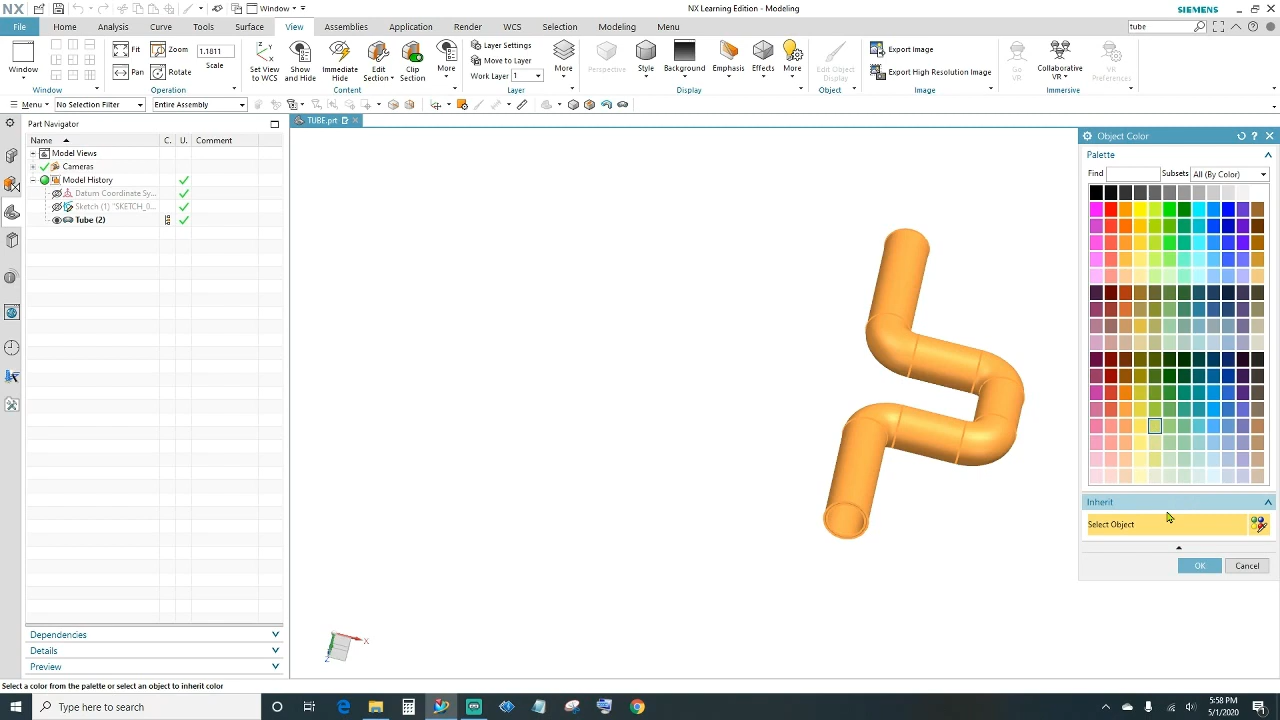 NX Window NX Learning Edition - Modeling SIEMENS
File Home Analysis Curve Surface View Assemblies Application Render WCS Selection Modeling Menu tube
Window Fit Zoom 1.1811 Scale Set View to WCS Show and Hide Immediate Hide Edit Section Clip Section More Layer Settings Move to Layer Work Layer 1 More Perspective Style Background Emphasis Effects More Edit Object Display Export Image Export High Resolution Image Go VR Collaborative VR VR Preferences
Rotate
Window Operation Content Layer Display Object Image Immersive
Menu No Selection Filter Entire Assembly
Part Navigator TUBE.prt
Name C. U. Comment
Model Views
Cameras
Model History
Datum Coordinate Sy...
Sketch (1) "SKETCH_0...
Tube (2)
Object Color
Palette
Find Subsets All (By Color)
Inherit
Select Object
OK Cancel
X
Z
Dependencies
Details
Preview
Select a color from the palette or select an object to inherit color
Type here to search 5:58 PM
5/1/2020